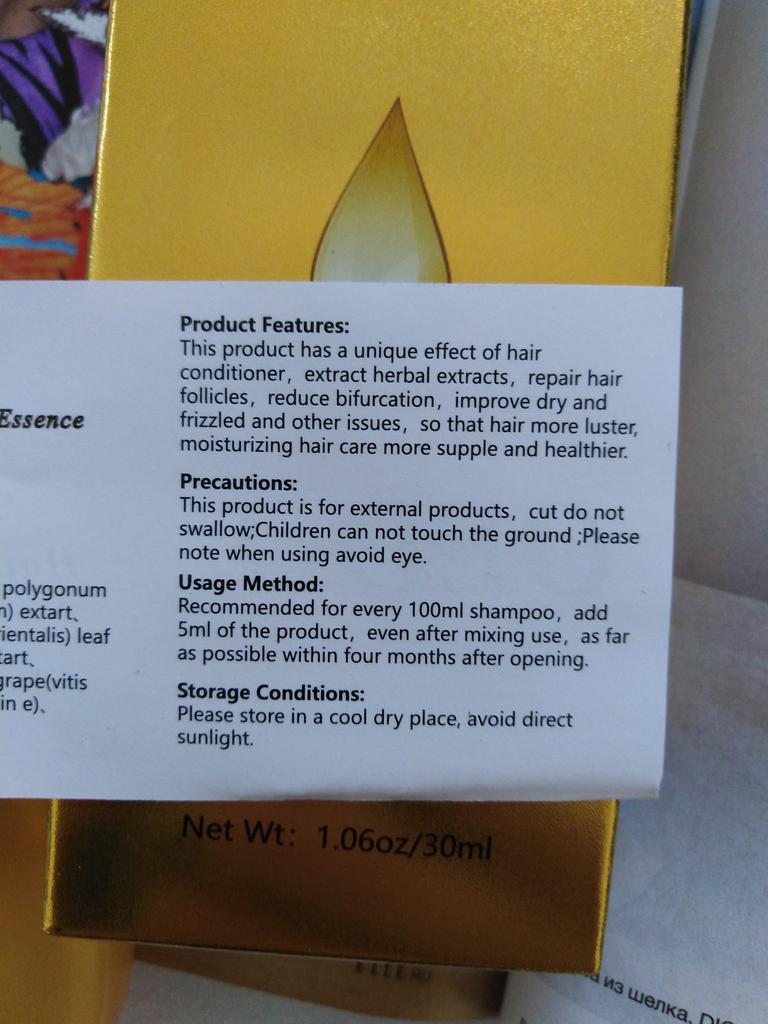 Essence
polygonum
n) extart、
rientalis) leaf
tart、
grape(vitis
in e)、
Product Features:
This product has a unique effect of hair
conditioner, extract herbal extracts, repair hair
follicles, reduce bifurcation, improve dry and
frizzled and other issues, so that hair more luster,
moisturizing hair care more supple and healthier.
Precautions:
This product is for external products, cut do not
swallow;Children can not touch the ground ;Please
note when using avoid eye.
Usage Method:
Recommended for every 100ml shampoo, add
5ml of the product, even after mixing use, as far
as possible within four months after opening.
Storage Conditions:
Please store in a cool dry place, avoid direct
sunlight.
Net Wt: 1.06oz/30ml
ELLE RU
а из шелка,